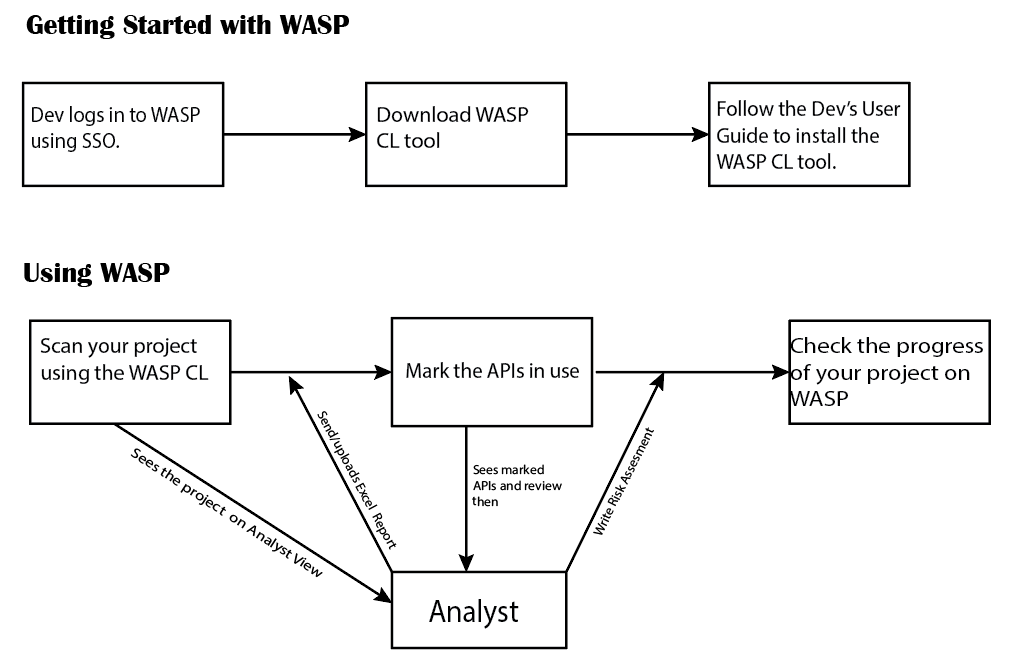 Getting Started with WASP
Dev logs in to WASP
using SSO.
Download WASP
CL tool
Follow the Dev's User
Guide to install the
WASP CL tool.
Using WASP
Scan your project
using the WASP CL
Mark the APIs in use
Check the progress
of your project on
WASP
Sees the project on Analyst View
Send/uploads Excel Report
Sees marked
APIs and review
then
Write Risk Assesment
Analyst